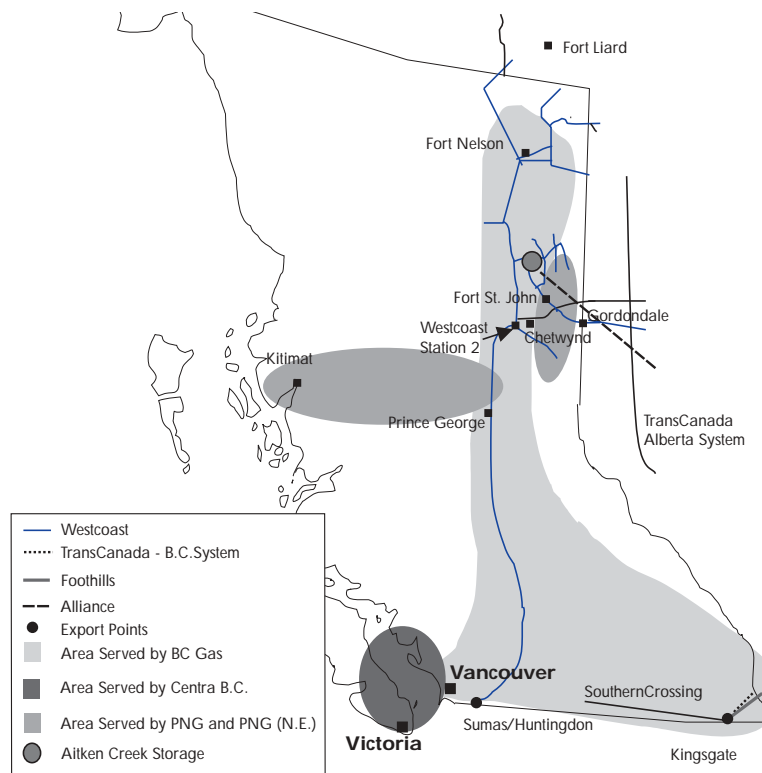 Fort Liard
Fort Nelson
Fort St. John
Gordondale
Westcoast
Station 2
Chetwynd
Kitimat
Prince George
TransCanada
Alberta System
Westcoast
TransCanada - B.C.System
Foothills
Alliance
Export Points
Area Served by BC Gas
Area Served by Centra B.C.
Area Served by PNG and PNG (N.E.)
Aitken Creek Storage
Vancouver
SouthernCrossing
Sumas/Huntingdon
Victoria
Kingsgate